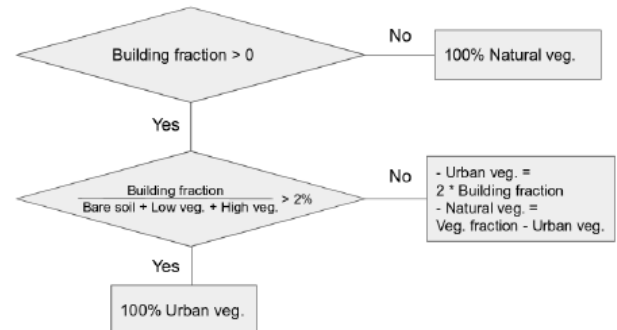 Building fraction > 0
No
100% Natural veg.
Yes
Building fraction
Bare soil + Low veg. + High veg.
> 2%
No
- Urban veg. =
2 * Building fraction
- Natural veg. =
Veg. fraction - Urban veg.
Yes
100% Urban veg.